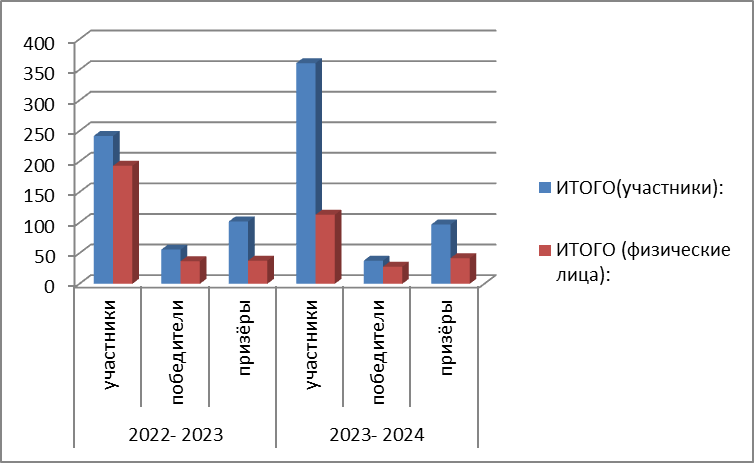 400
350
300
250
200
150
100
50
0
участники
победители
призёры
участники
победители
призёры
2022- 2023
2023- 2024
ИТОГО(участники):
ИТОГО (физические
лица):